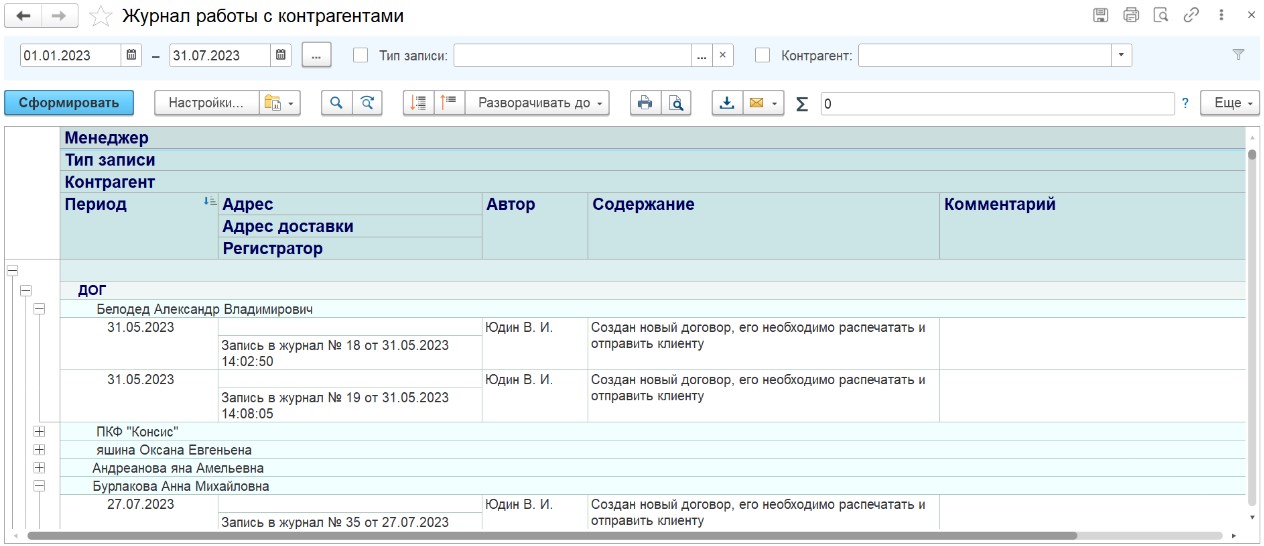 Журнал работы с контрагентами
01.01.2023 – 31.07.2023 ... Тип записи: ... × Контрагент:
Сформировать Настройки... Разворачивать до Σ 0 ? Еще
Менеджер
Тип записи
Контрагент
Период Адрес Автор Содержание Комментарий
Адрес доставки
Регистратор
ДОГ
Белодед Александр Владимирович
31.05.2023 Юдин В. И. Создан новый договор, его необходимо распечатать и
отправить клиенту
Запись в журнал № 18 от 31.05.2023
14:02:50
31.05.2023 Юдин В. И. Создан новый договор, его необходимо распечатать и
отправить клиенту
Запись в журнал № 19 от 31.05.2023
14:08:05
ПКФ "Консис"
яшина Оксана Евгеньена
Андреанова яна Амельевна
Бурлакова Анна Михайловна
27.07.2023 Юдин В. И. Создан новый договор, его необходимо распечатать и
отправить клиенту
Запись в журнал № 35 от 27.07.2023